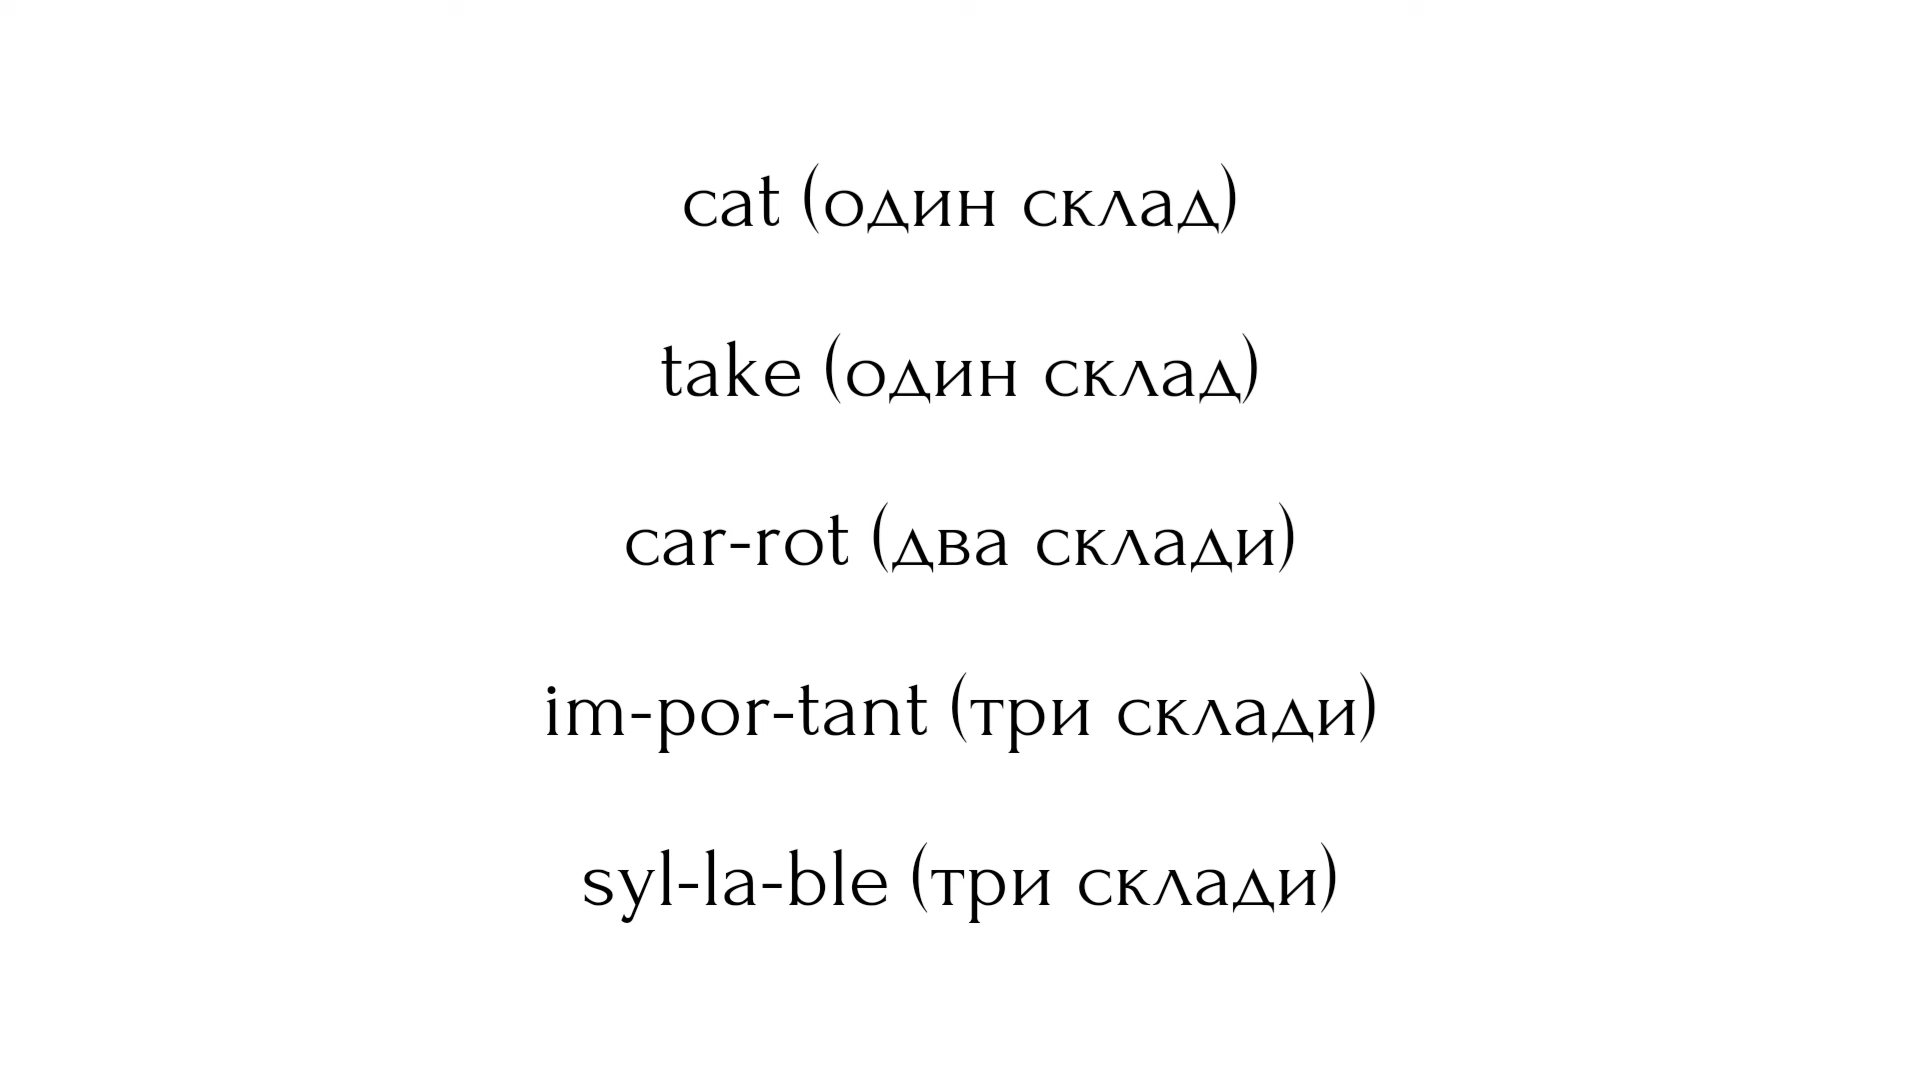 cat (один склад)
take (один склад)
car-rot (два склади)
im-por-tant (три склади)
syl-la-ble (три склади)